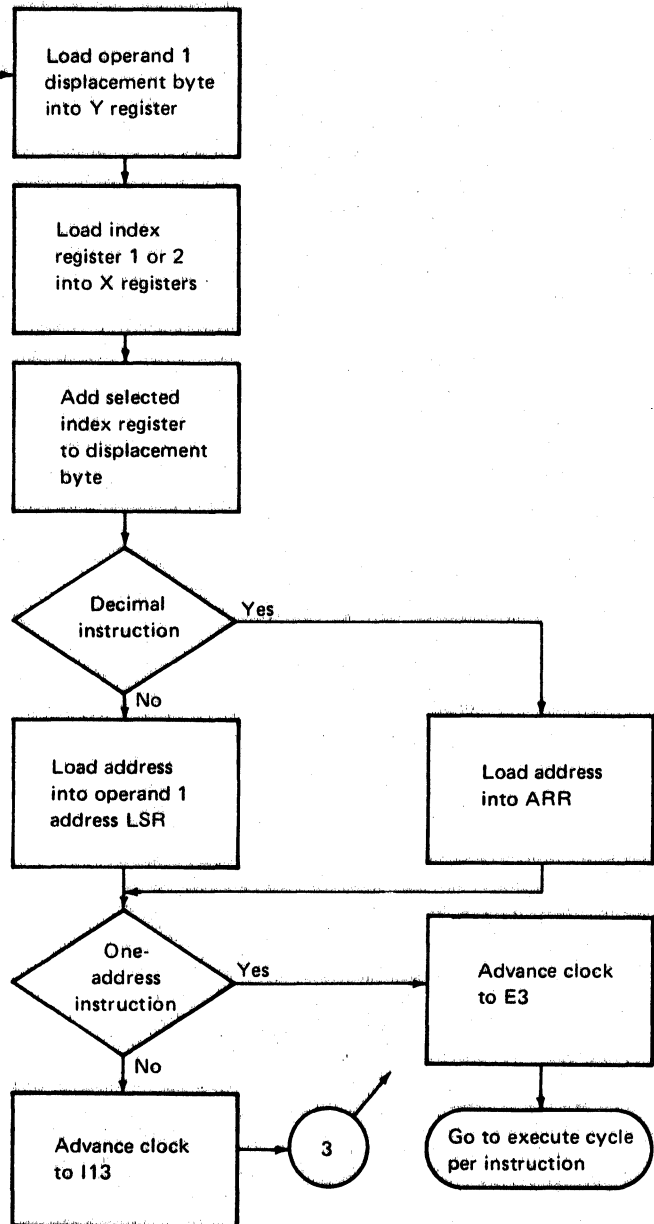 Load operand 1
displacement byte
into Y register
Load index
register 1 or 2
into X registers
Add selected
index register
to displacement
byte
Decimal
instruction
Yes
No
Load address
into operand 1
address LSR
Load address
into ARR
One-
address
instruction
Yes
No
Advance clock
to E3
Advance clock
to I13
3
Go to execute cycle
per instruction